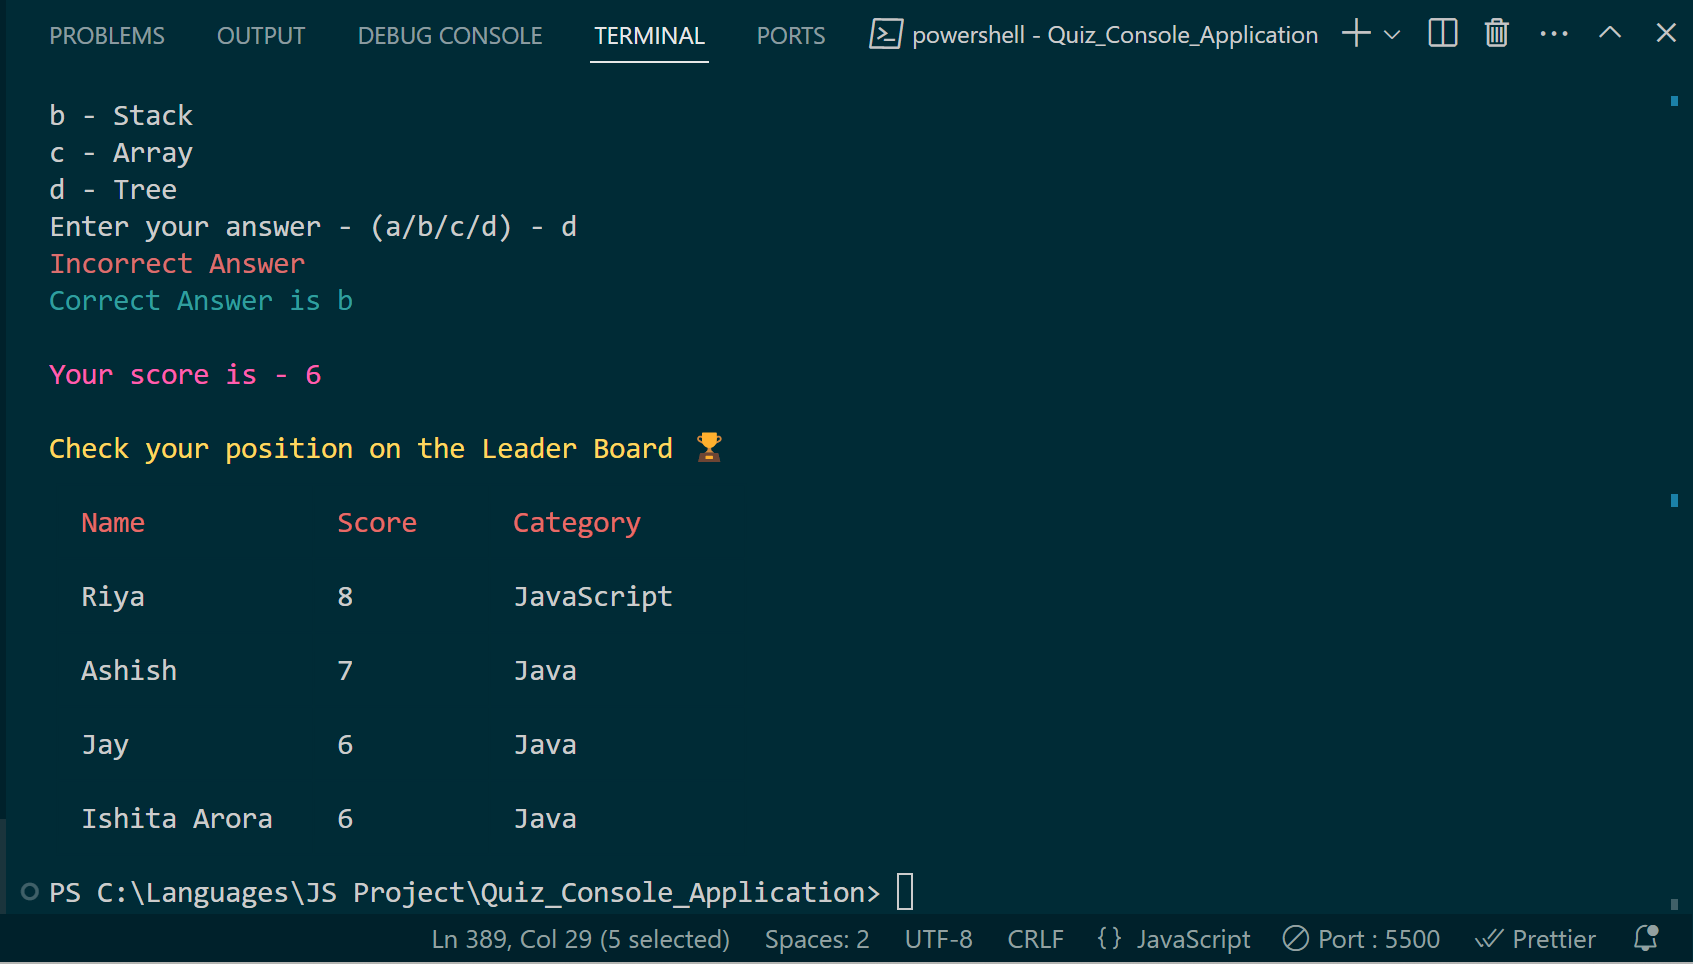 PROBLEMS OUTPUT DEBUG CONSOLE TERMINAL PORTS powershell - Quiz_Console_Application
b - Stack
c - Array
d - Tree
Enter your answer - (a/b/c/d) - d
Incorrect Answer
Correct Answer is b
Your score is - 6
Check your position on the Leader Board 🏆
Name Score Category
Riya 8 JavaScript
Ashish 7 Java
Jay 6 Java
Ishita Arora 6 Java
PS C:\Languages\JS Project\Quiz_Console_Application>
Ln 389, Col 29 (5 selected) Spaces: 2 UTF-8 CRLF {} JavaScript Port : 5500 Prettier